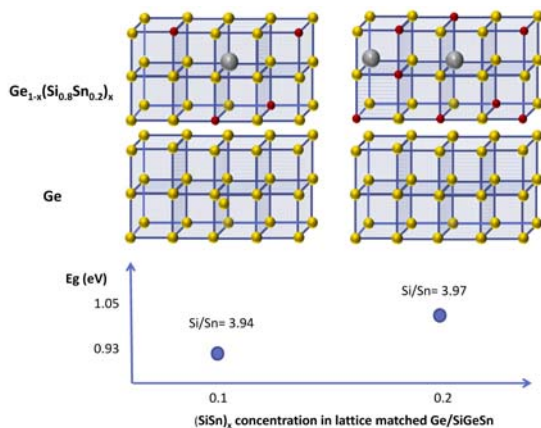 Ge₁₋ₓ(Si₀.₈Sn₀.₂)ₓ
Ge
Eg (eV)
1.05
Si/Sn= 3.97
Si/Sn= 3.94
0.93
0.1 0.2
(SiSn)ₓ concentration in lattice matched Ge/SiGeSn